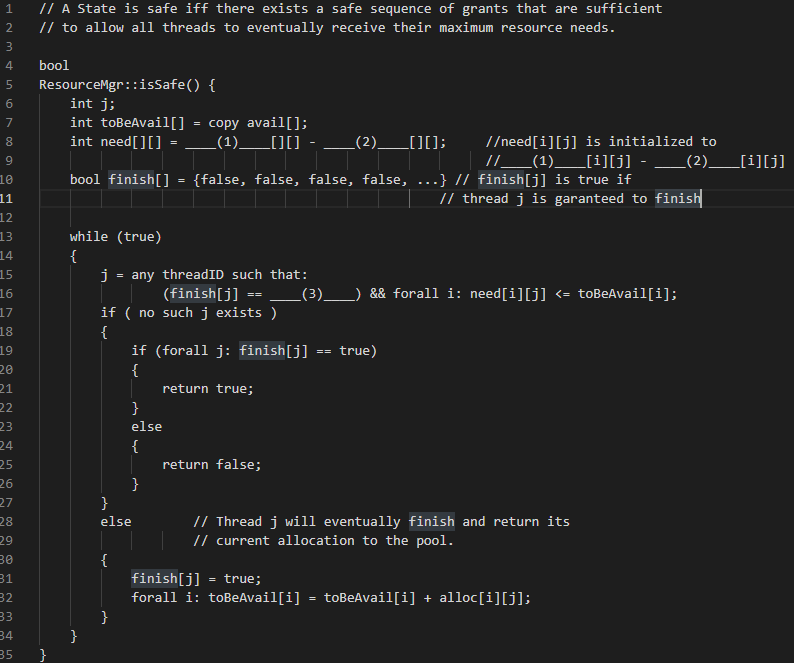 1 // A State is safe iff there exists a safe sequence of grants that are sufficient
2 // to allow all threads to eventually receive their maximum resource needs.
3
4 bool
5 ResourceMgr::isSafe() {
6     int j;
7     int toBeAvail[] = copy avail[];
8     int need[][] = ____(1)____[][] - ____(2)____[][];     //need[i][j] is initialized to
9                                                           //____(1)____[i][j] - ____(2)____[i][j]
10     bool finish[] = {false, false, false, false, ...} // finish[j] is true if
11                                                     // thread j is garanteed to finish
12
13     while (true)
14     {
15         j = any threadID such that:
16                 (finish[j] == ____(3)____) && forall i: need[i][j] <= toBeAvail[i];
17         if ( no such j exists )
18         {
19             if (forall j: finish[j] == true)
20             {
21                 return true;
22             }
23             else
24             {
25                 return false;
26             }
27         }
28         else        // Thread j will eventually finish and return its
29                     // current allocation to the pool.
30         {
31             finish[j] = true;
32             forall i: toBeAvail[i] = toBeAvail[i] + alloc[i][j];
33         }
34     }
35 }